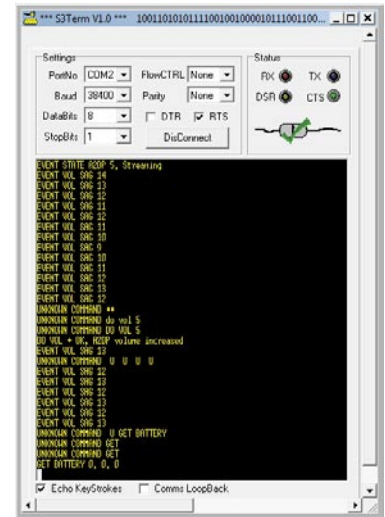 *** S3Term V1.0 *** 1001101010111100100100001011100110...
Settings
PortNo COM2 FlowCTRL None
Baud 38400 Parity None
DataBits 8 DTR RTS
StopBits 1 DisConnect
Status
RX TX
DSR CTS
EVENT STATE A2DP 5, Streaming
EVENT VOL SAG 14
EVENT VOL SAG 13
EVENT VOL SAG 12
EVENT VOL SAG 11
EVENT VOL SAG 12
EVENT VOL SAG 11
EVENT VOL SAG 10
EVENT VOL SAG 9
EVENT VOL SAG 10
EVENT VOL SAG 11
EVENT VOL SAG 12
EVENT VOL SAG 13
EVENT VOL SAG 12
UNKNOWN COMMAND **
UNKNOWN COMMAND do vol 5
UNKNOWN COMMAND DO VOL 5
DO VOL + OK, A2DP volume increased
EVENT VOL SAG 13
UNKNOWN COMMAND U U U U
EVENT VOL SAG 12
EVENT VOL SAG 13
EVENT VOL SAG 12
EVENT VOL SAG 13
EVENT VOL SAG 12
EVENT VOL SAG 13
UNKNOWN COMMAND U GET BATTERY
UNKNOWN COMMAND GET
UNKNOWN COMMAND GET
GET BATTERY 0, 0, 0
Echo KeyStrokes Comms LoopBack